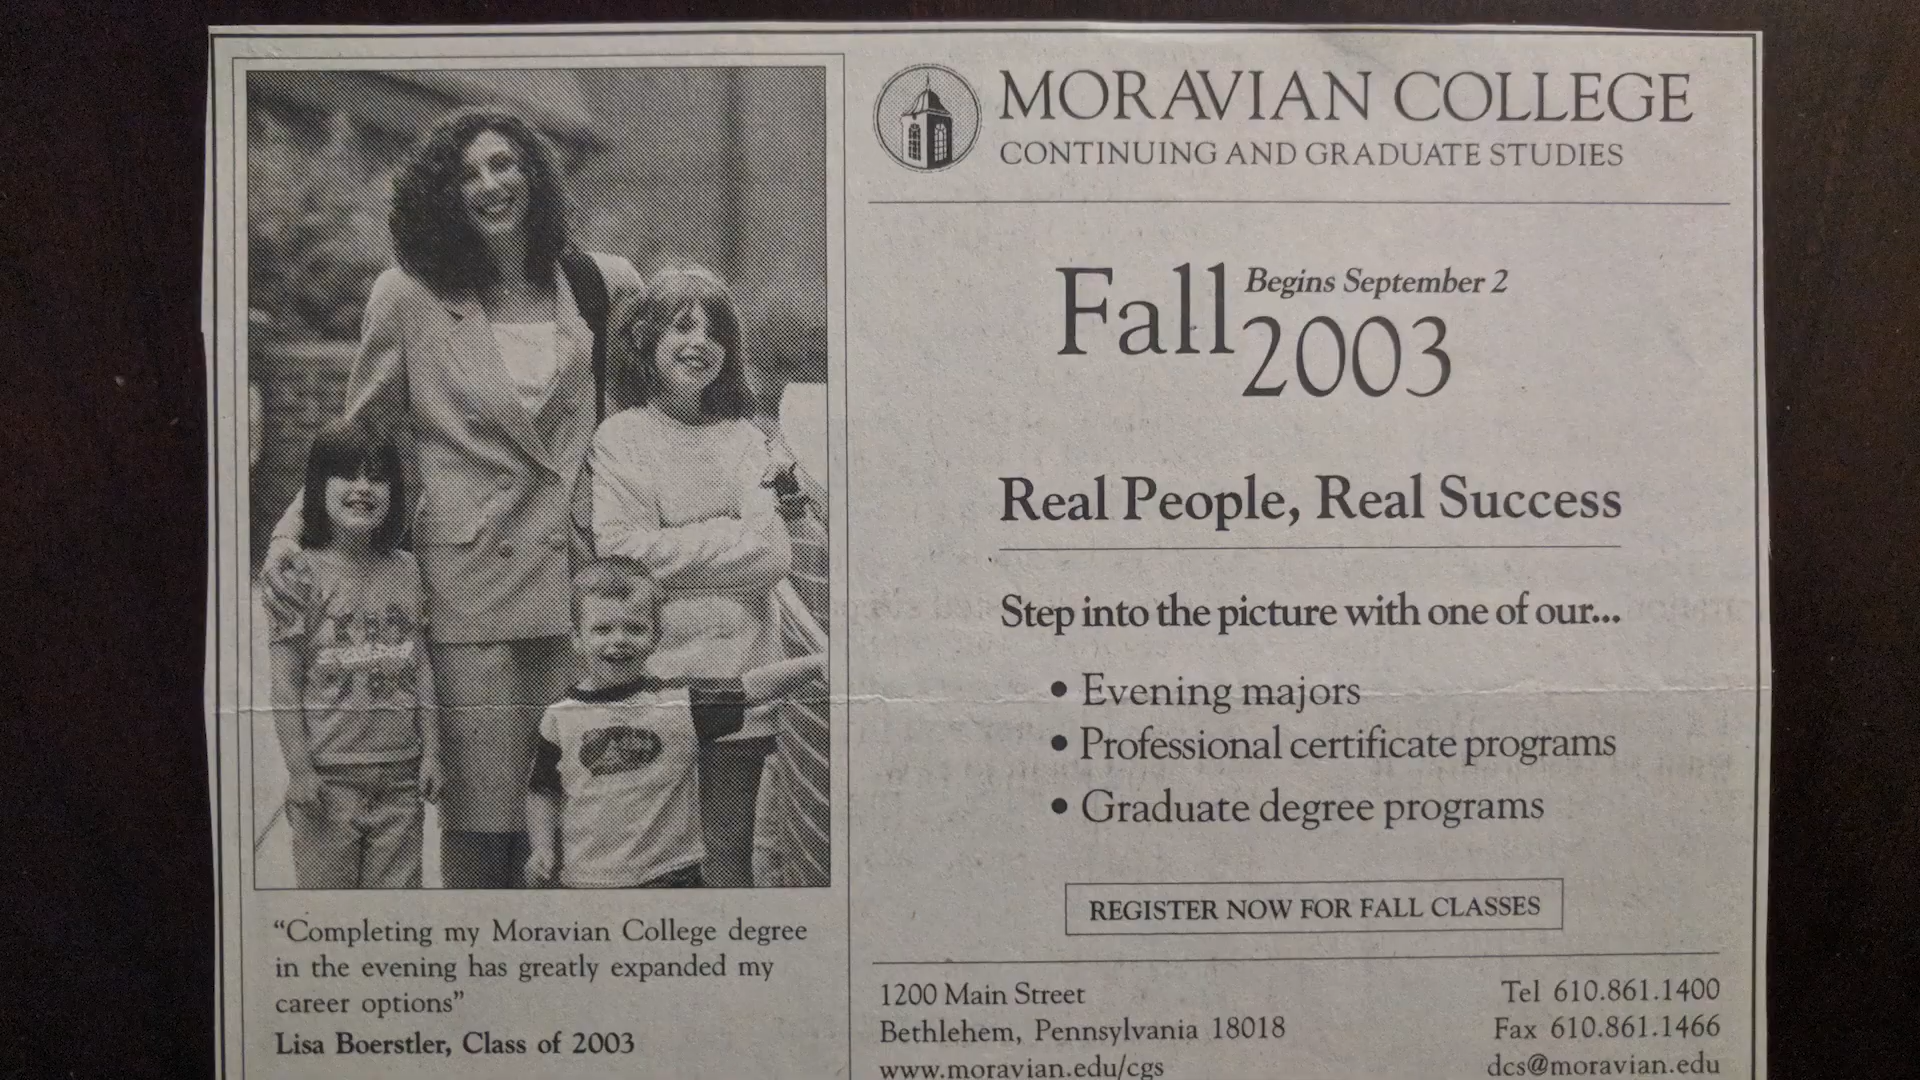 MORAVIAN COLLEGE
CONTINUING AND GRADUATE STUDIES
Fall
Begins September 2
2003
Real People, Real Success
Step into the picture with one of our...
• Evening majors
• Professional certificate programs
• Graduate degree programs
REGISTER NOW FOR FALL CLASSES
1200 Main Street
Bethlehem, Pennsylvania 18018
www.moravian.edu/cgs
Tel 610.861.1400
Fax 610.861.1466
dcs@moravian.edu
“Completing my Moravian College degree
in the evening has greatly expanded my
career options”
Lisa Boerstler, Class of 2003